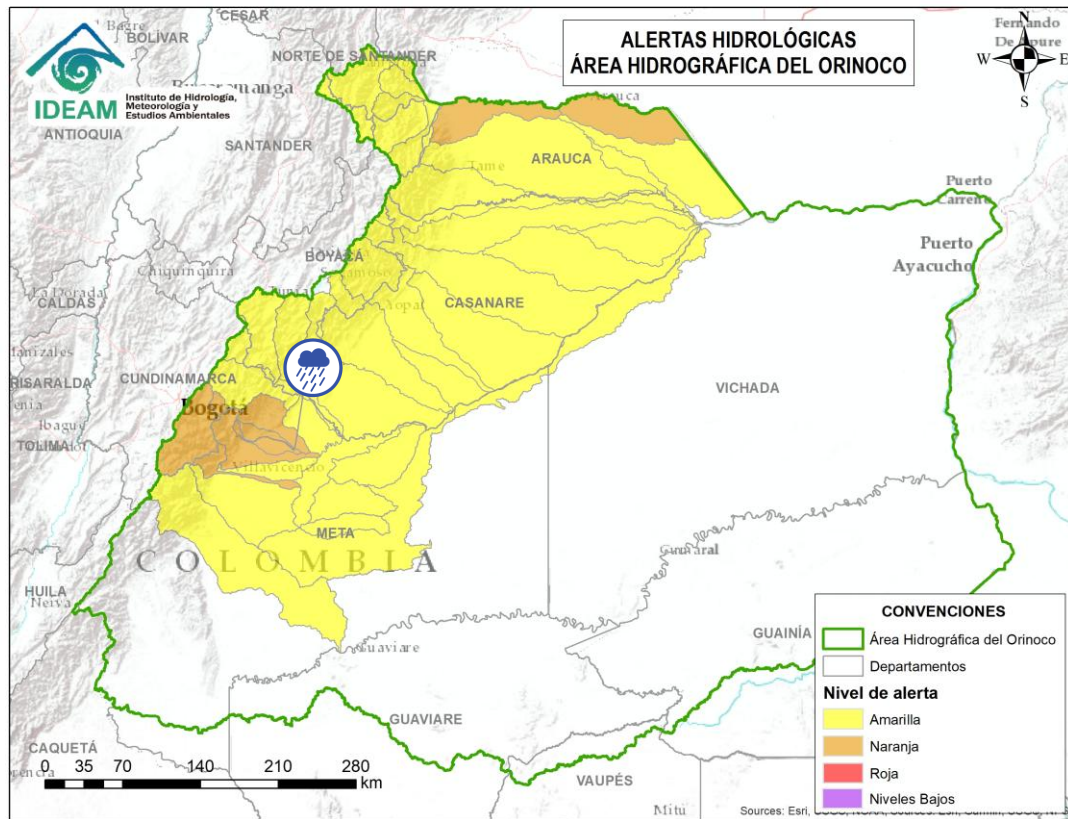 IDEAM
Instituto de Hidrología,
Meteorología y
Estudios Ambientales
ALERTAS HIDROLÓGICAS
ÁREA HIDROGRÁFICA DEL ORINOCO
N
W
E
S
CESAR
BOLÍVAR
NORTE DE SANTANDER
Fernando
De Apure
ANTIOQUIA
SANTANDER
Arauca
ARAUCA
Tame
Puerto
Carreño
Puerto
Ayacucho
BOYACÁ
Chiquinquira
La Dorada
CALDAS
Yopal
CASANARE
CUNDINAMARCA
RISARALDA
Bogotá
Ibagué
TOLIMA
Villavicencio
VICHADA
META
COLOMBIA
HUILA
Neiva
Guaviare
GUAINÍA
GUAVIARE
CAQUETÁ
VAUPÉS
Mitú
0 35 70 140 210 280
km
CONVENCIONES
Área Hidrográfica del Orinoco
Departamentos
Nivel de alerta
Amarilla
Naranja
Roja
Niveles Bajos
Sources: Esri,